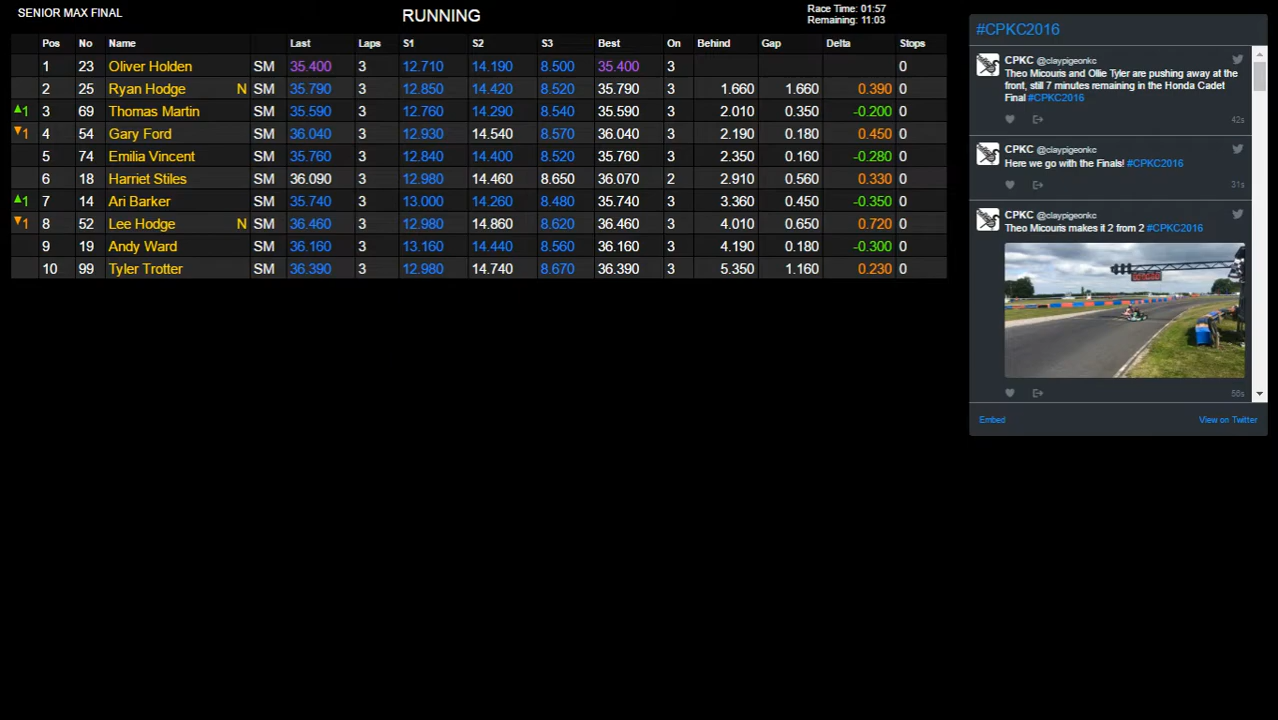 SENIOR MAX FINAL
RUNNING
Race Time: 01:57
Remaining: 11:03
Pos No Name Last Laps S1 S2 S3 Best On Behind Gap Delta Stops
1 23 Oliver Holden SM 35.400 3 12.710 14.190 8.500 35.400 3 0
2 25 Ryan Hodge N SM 35.790 3 12.850 14.420 8.520 35.790 3 1.660 1.660 0.390 0
▲1 3 69 Thomas Martin SM 35.590 3 12.760 14.290 8.540 35.590 3 2.010 0.350 -0.200 0
▼1 4 54 Gary Ford SM 36.040 3 12.930 14.540 8.570 36.040 3 2.190 0.180 0.450 0
5 74 Emilia Vincent SM 35.760 3 12.840 14.400 8.520 35.760 3 2.350 0.160 -0.280 0
6 18 Harriet Stiles SM 36.090 3 12.980 14.460 8.650 36.070 2 2.910 0.560 0.330 0
▲1 7 14 Ari Barker SM 35.740 3 13.000 14.260 8.480 35.740 3 3.360 0.450 -0.350 0
▼1 8 52 Lee Hodge N SM 36.460 3 12.980 14.860 8.620 36.460 3 4.010 0.650 0.720 0
9 19 Andy Ward SM 36.160 3 13.160 14.440 8.560 36.160 3 4.190 0.180 -0.300 0
10 99 Tyler Trotter SM 36.390 3 12.980 14.740 8.670 36.390 3 5.350 1.160 0.230 0
#CPKC2016
CPKC @claypigeonkc
Theo Micouris and Ollie Tyler are pushing away at the
front, still 7 minutes remaining in the Honda Cadet
Final #CPKC2016
42s
CPKC @claypigeonkc
Here we go with the Finals! #CPKC2016
31s
CPKC @claypigeonkc
Theo Micouris makes it 2 from 2 #CPKC2016
58s
Embed
View on Twitter